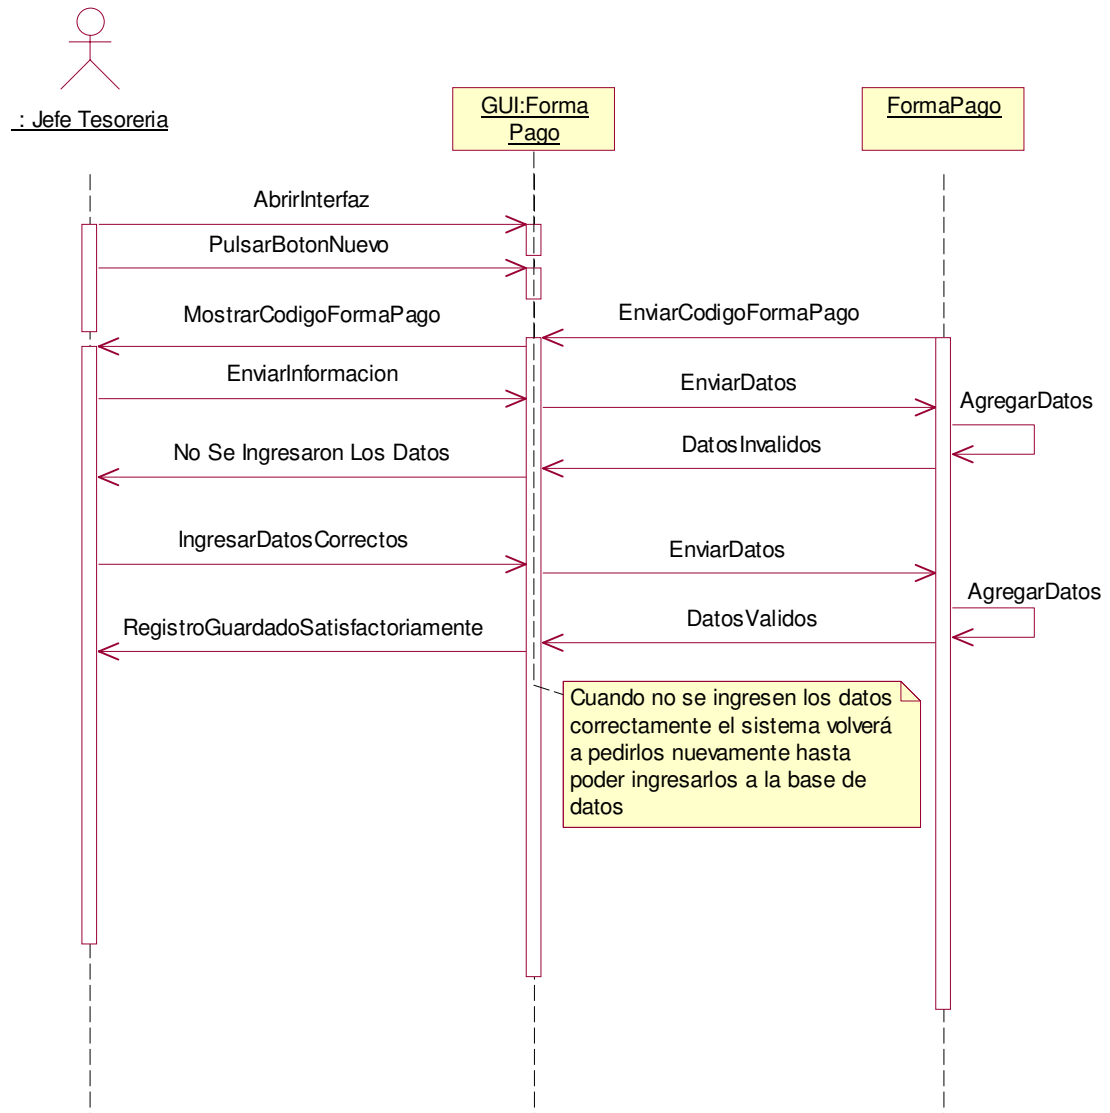 : Jefe Tesoreria
GUI:Forma
Pago
FormaPago
AbrirInterfaz
PulsarBotonNuevo
EnviarCodigoFormaPago
MostrarCodigoFormaPago
EnviarInformacion
EnviarDatos
AgregarDatos
DatosInvalidos
No Se Ingresaron Los Datos
IngresarDatosCorrectos
EnviarDatos
AgregarDatos
DatosValidos
RegistroGuardadoSatisfactoriamente
Cuando no se ingresen los datos
correctamente el sistema volverá
a pedirlos nuevamente hasta
poder ingresarlos a la base de
datos